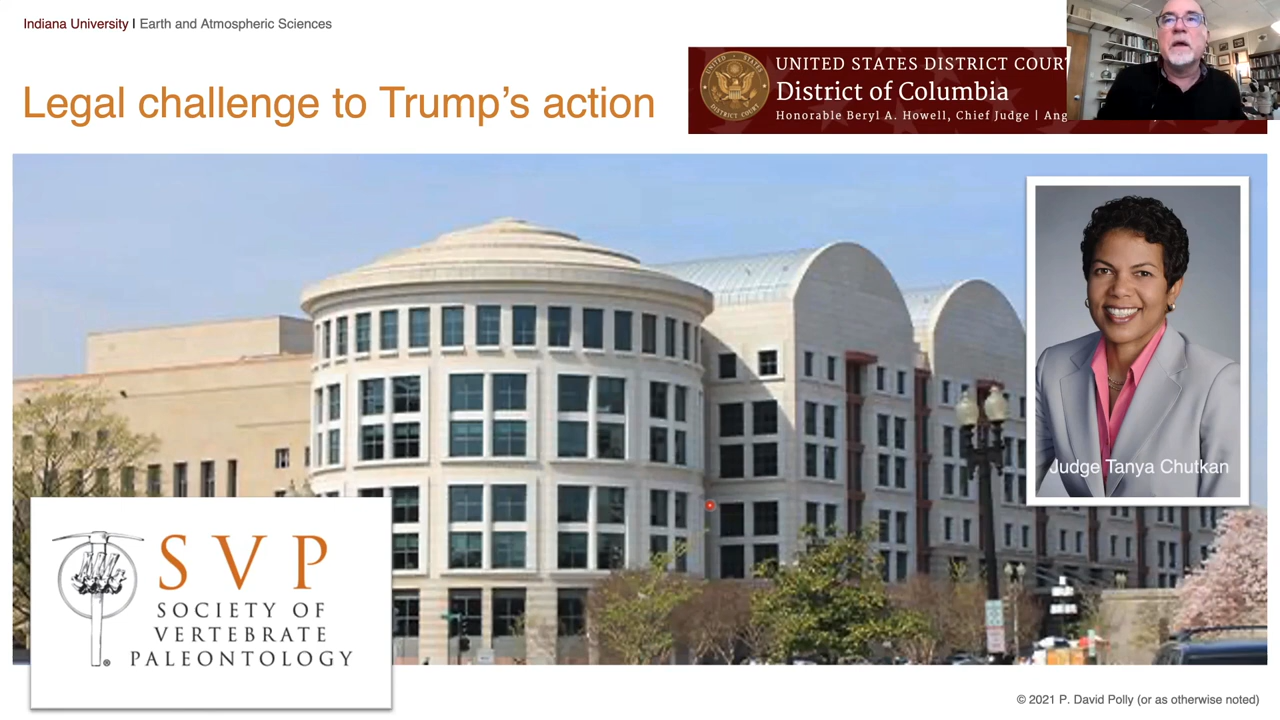 Indiana University | Earth and Atmospheric Sciences
Legal challenge to Trump's action
UNITED STATES DISTRICT COUR
District of Columbia
Honorable Beryl A. Howell, Chief Judge | Ang
Judge Tanya Chutkan
SVP
SOCIETY OF
VERTEBRATE
PALEONTOLOGY
®
© 2021 P. David Polly (or as otherwise noted)